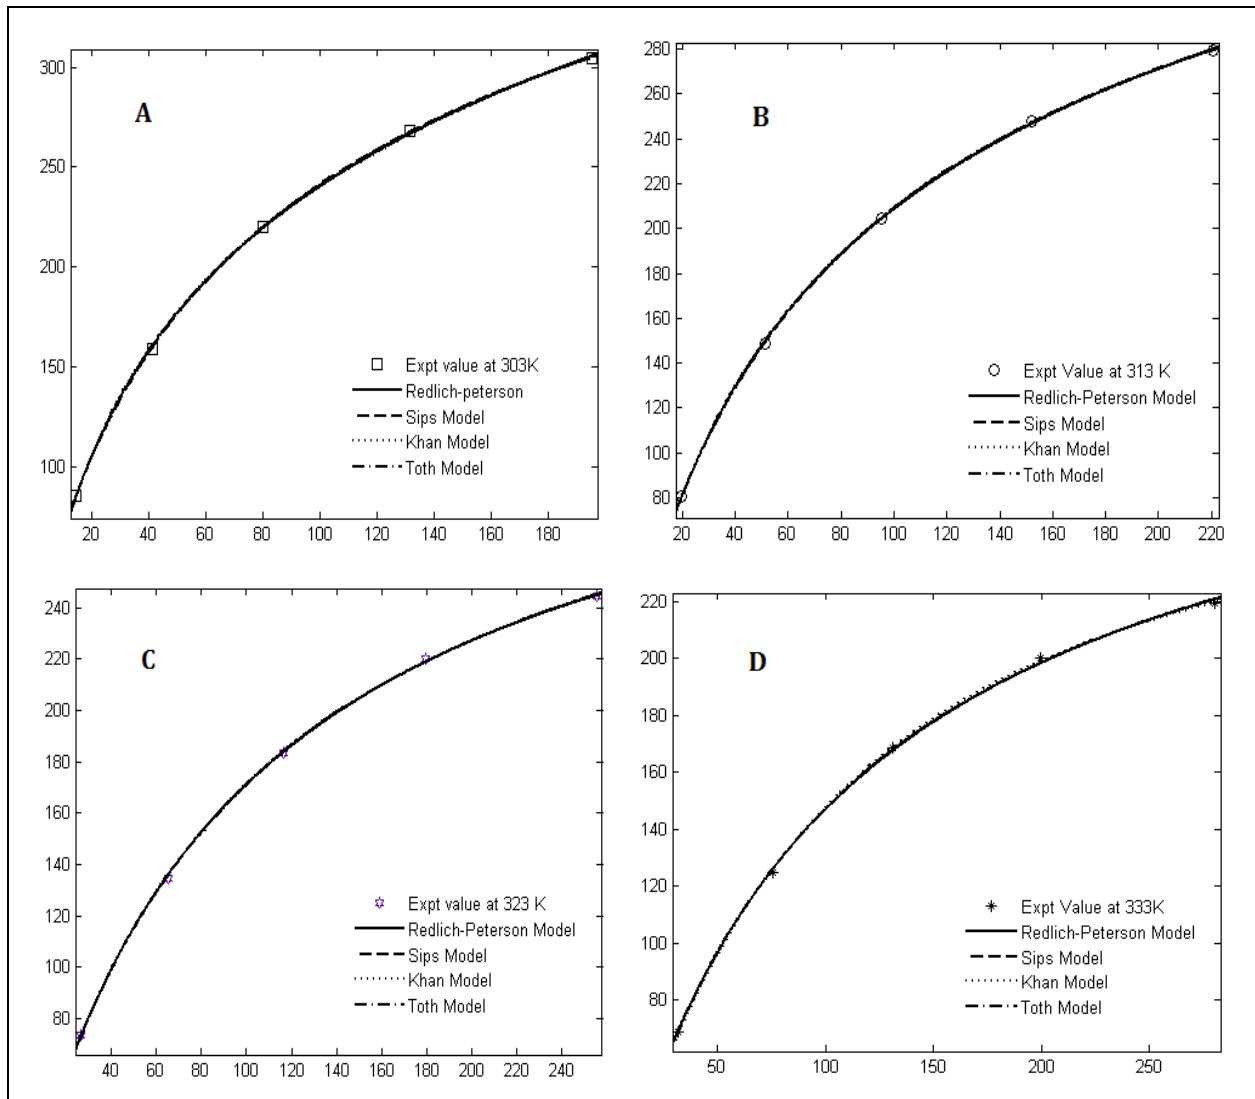 A
300
250
200
150
100
20 40 60 80 100 120 140 160 180
Expt value at 303K
Redlich-peterson
Sips Model
Khan Model
Toth Model
B
280
260
240
220
200
180
160
140
120
100
80
20 40 60 80 100 120 140 160 180 200 220
Expt Value at 313 K
Redlich-Peterson Model
Sips Model
Khan Model
Toth Model
C
240
220
200
180
160
140
120
100
80
40 60 80 100 120 140 160 180 200 220 240
Expt value at 323 K
Redlich-Peterson Model
Sips Model
Khan Model
Toth Model
D
220
200
180
160
140
120
100
80
50 100 150 200 250
Expt Value at 333K
Redlich-Peterson Model
Sips Model
Khan Model
Toth Model